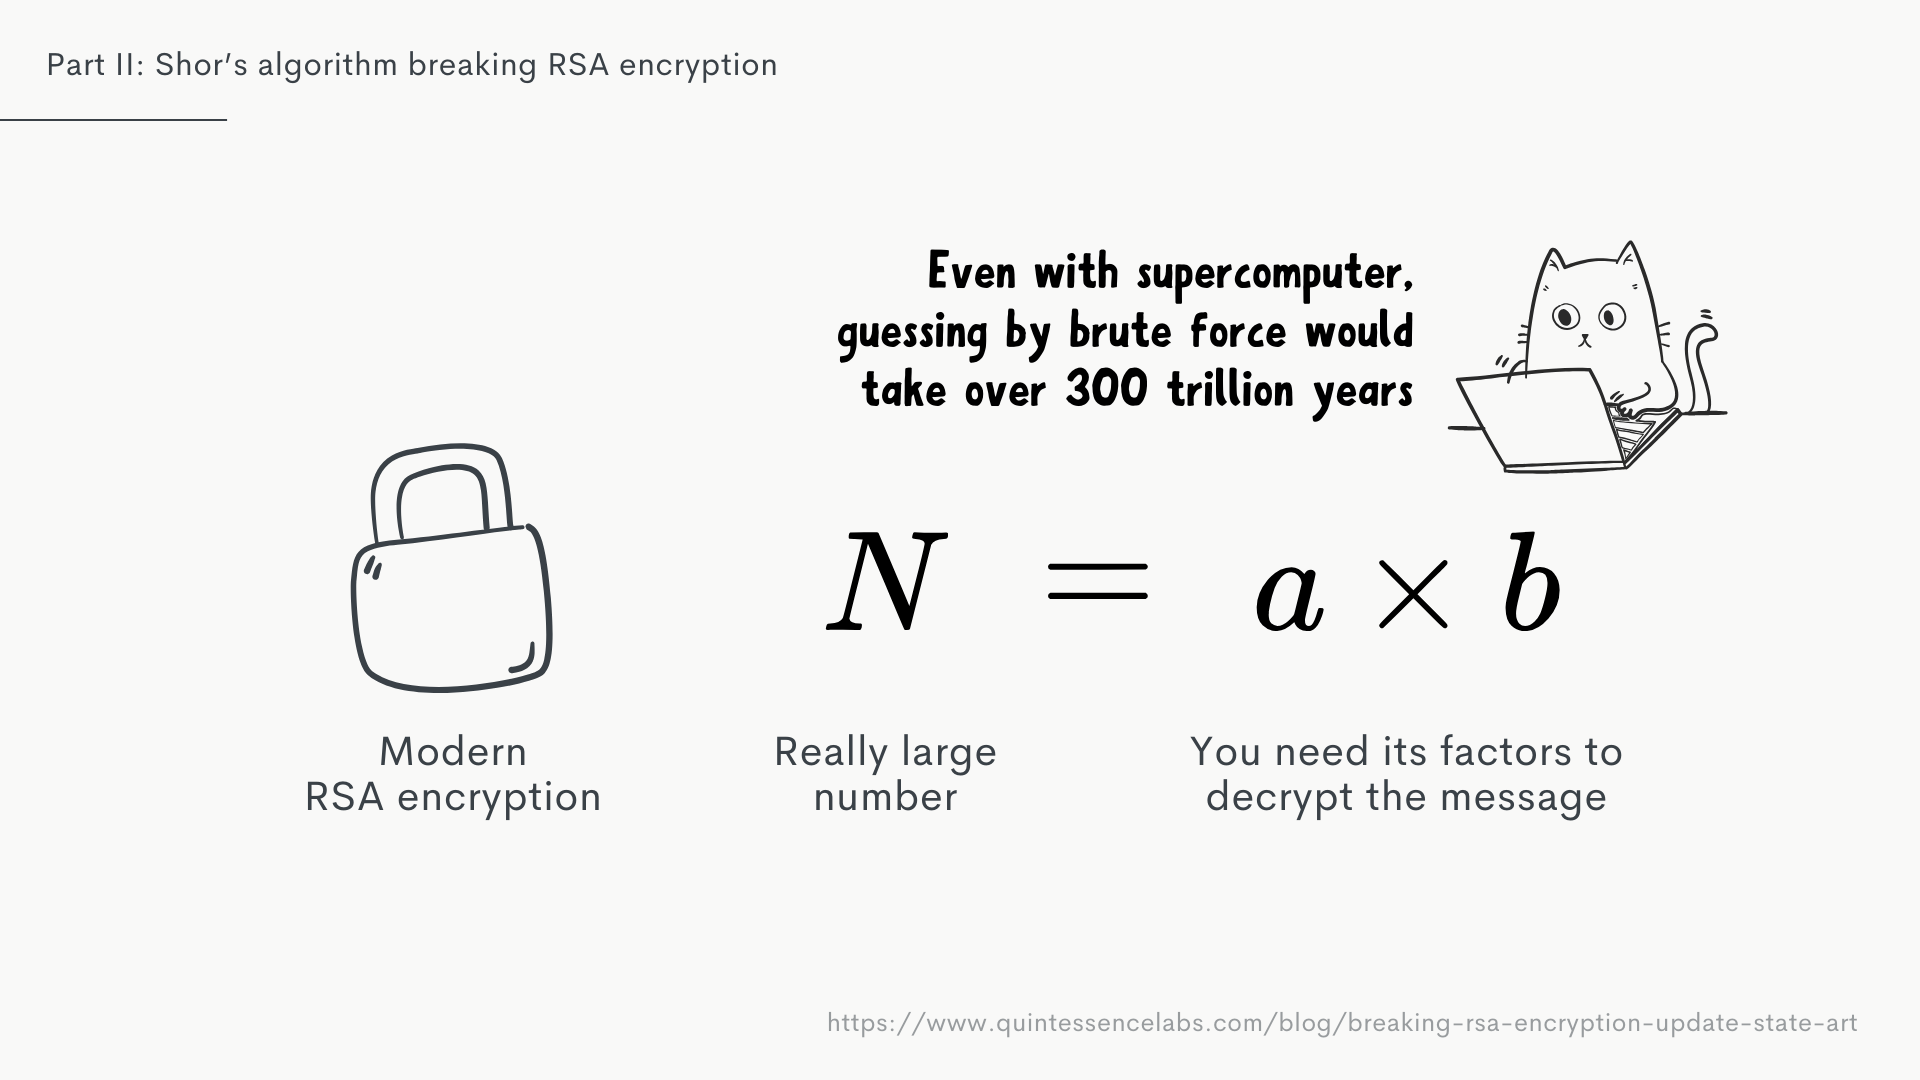 Part II: Shor’s algorithm breaking RSA encryption
Even with supercomputer,
guessing by brute force would
take over 300 trillion years
N = a × b
Modern
RSA encryption
Really large
number
You need its factors to
decrypt the message
https://www.quintessencelabs.com/blog/breaking-rsa-encryption-update-state-art